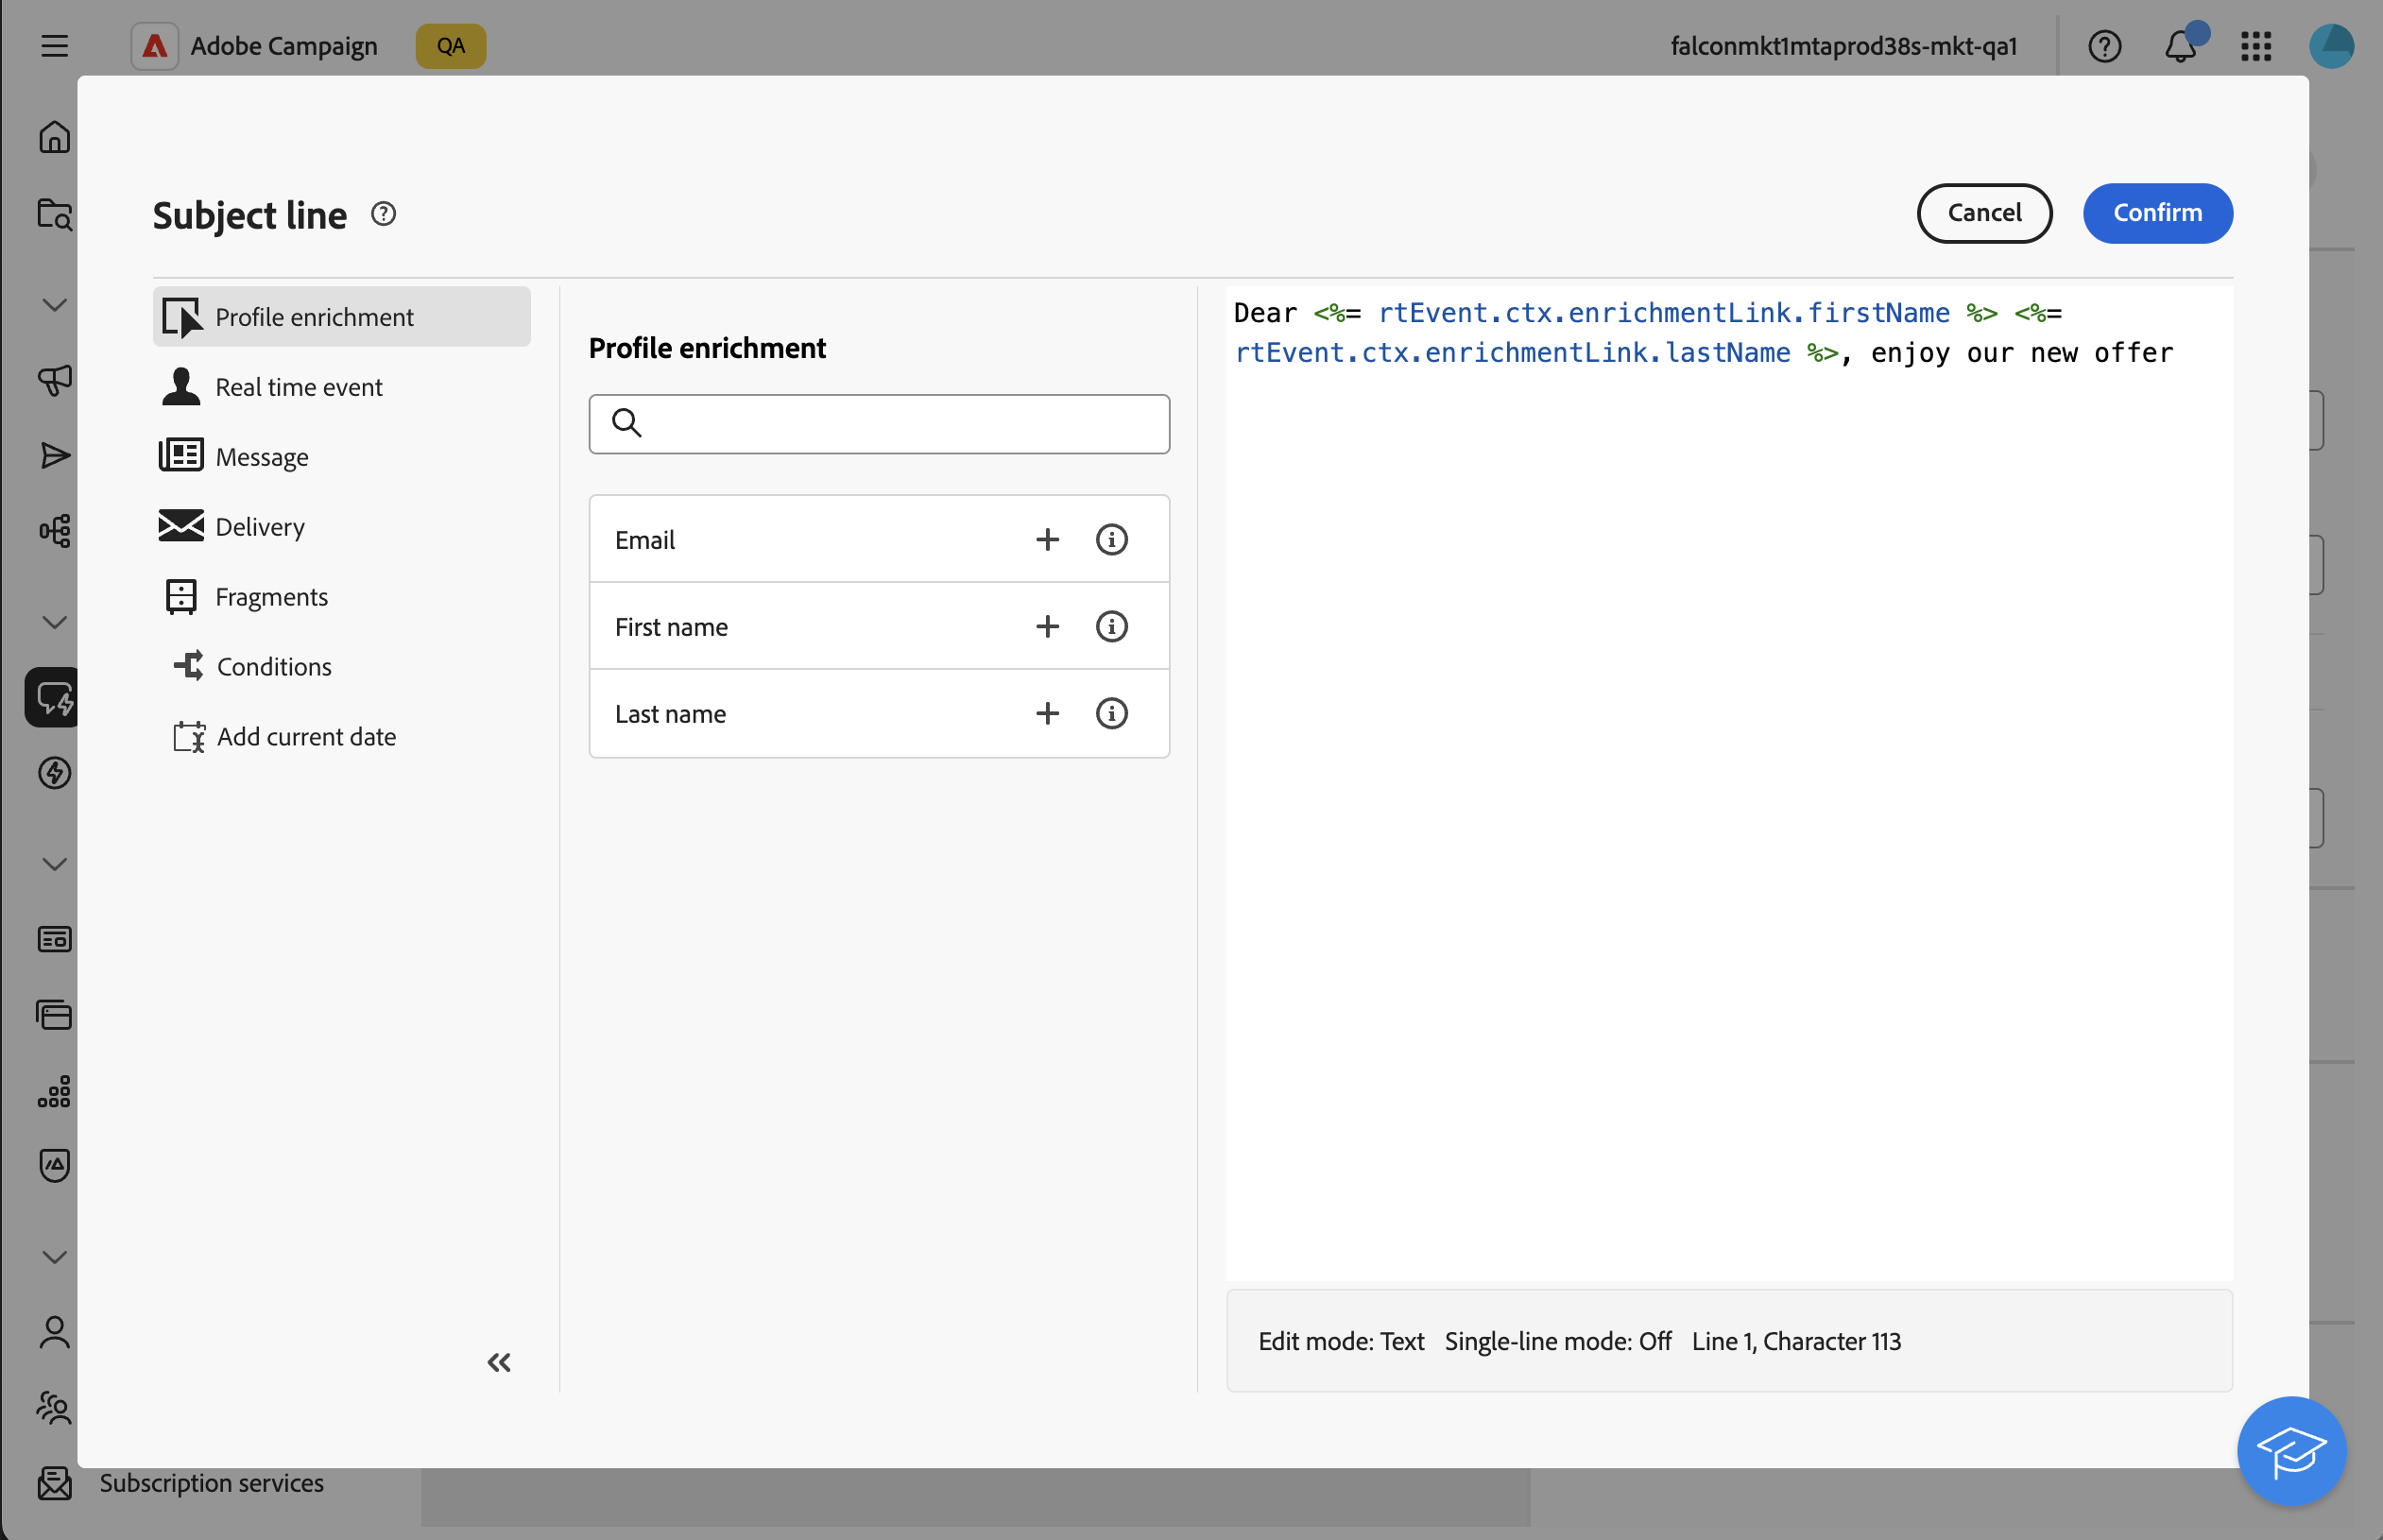 Adobe Campaign
QA
falconmkt1mtaprod38s-mkt-qa1
Subject line
Cancel
Confirm
Profile enrichment
Real time event
Message
Delivery
Fragments
Conditions
Add current date
Profile enrichment
Email
First name
Last name
Dear <%= rtEvent.ctx.enrichmentLink.firstName %> <%=
rtEvent.ctx.enrichmentLink.lastName %>, enjoy our new offer
Edit mode: Text Single-line mode: Off Line 1, Character 113
Subscription services